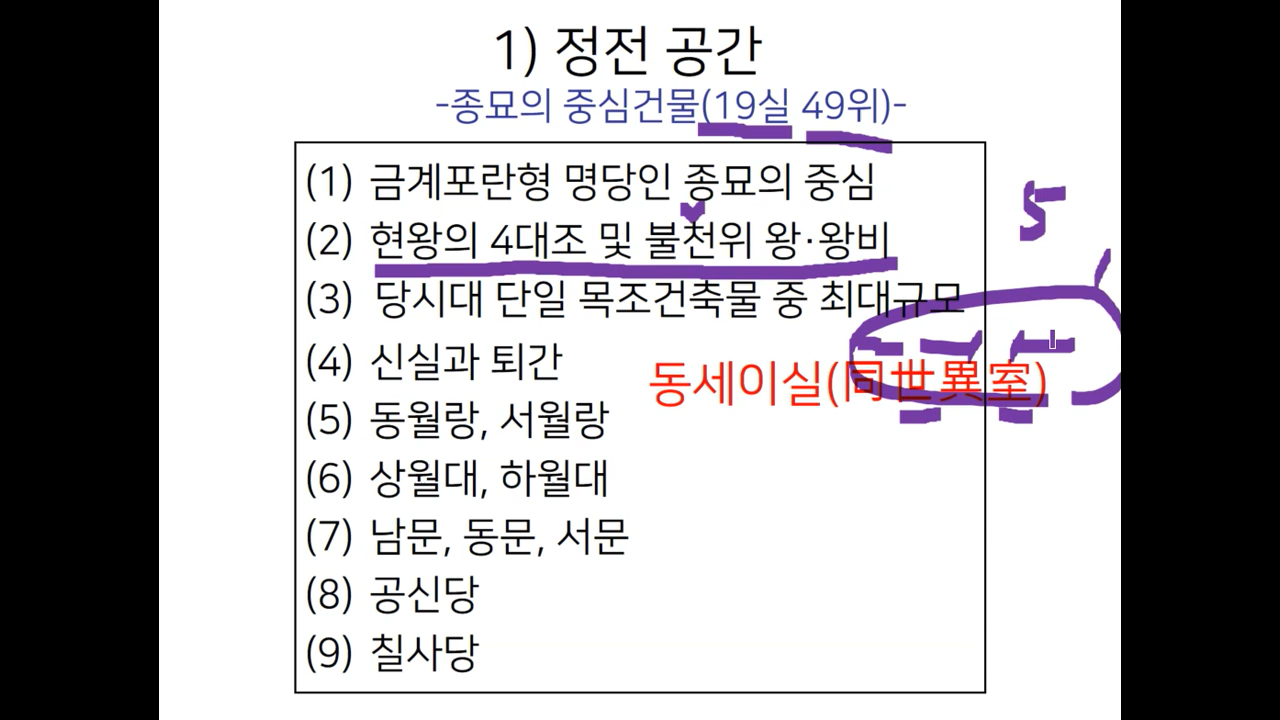 1) 정전 공간
-종묘의 중심건물(19실 49위)-
(1) 금계포란형 명당인 종묘의 중심
(2) 현왕의 4대조 및 불천위 왕·왕비
(3) 당시대 단일 목조건축물 중 최대규모
(4) 신실과 퇴간
동세이실(同世異室)
(5) 동월랑, 서월랑
(6) 상월대, 하월대
(7) 남문, 동문, 서문
(8) 공신당
(9) 칠사당
5